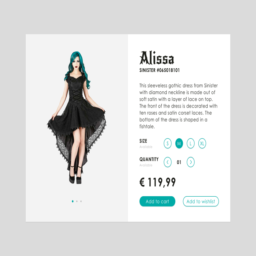 Alissa
SINISTER #066018101
This sleeveless gothic dress from Sinister
with diamond neckline is made out of
soft satin with a layer of lace on top.
The front of the dress is decorated with
ten roses and satin corset laces. The
bottom of the dress is shaped in a
fairytale.
SIZE
S M L XL
QUANTITY
01
€ 119,99
Add to cart Add to wishlist